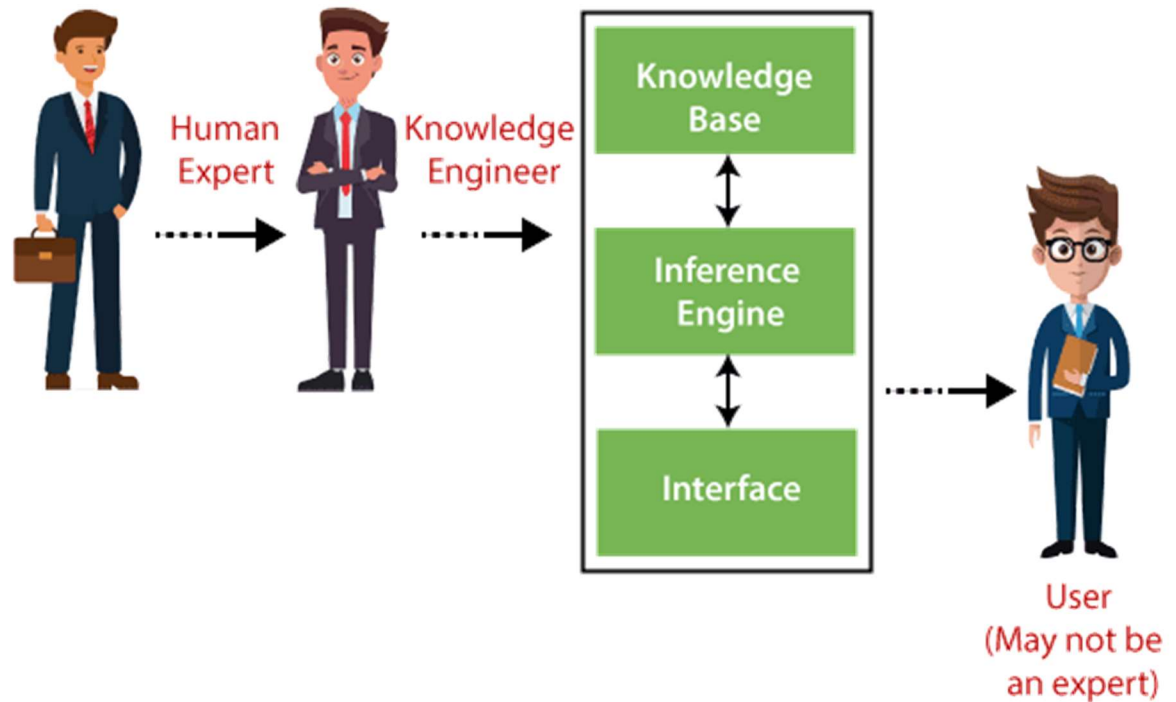 Human
Expert
Knowledge
Engineer
Knowledge
Base
Inference
Engine
Interface
User
(May not be
an expert)